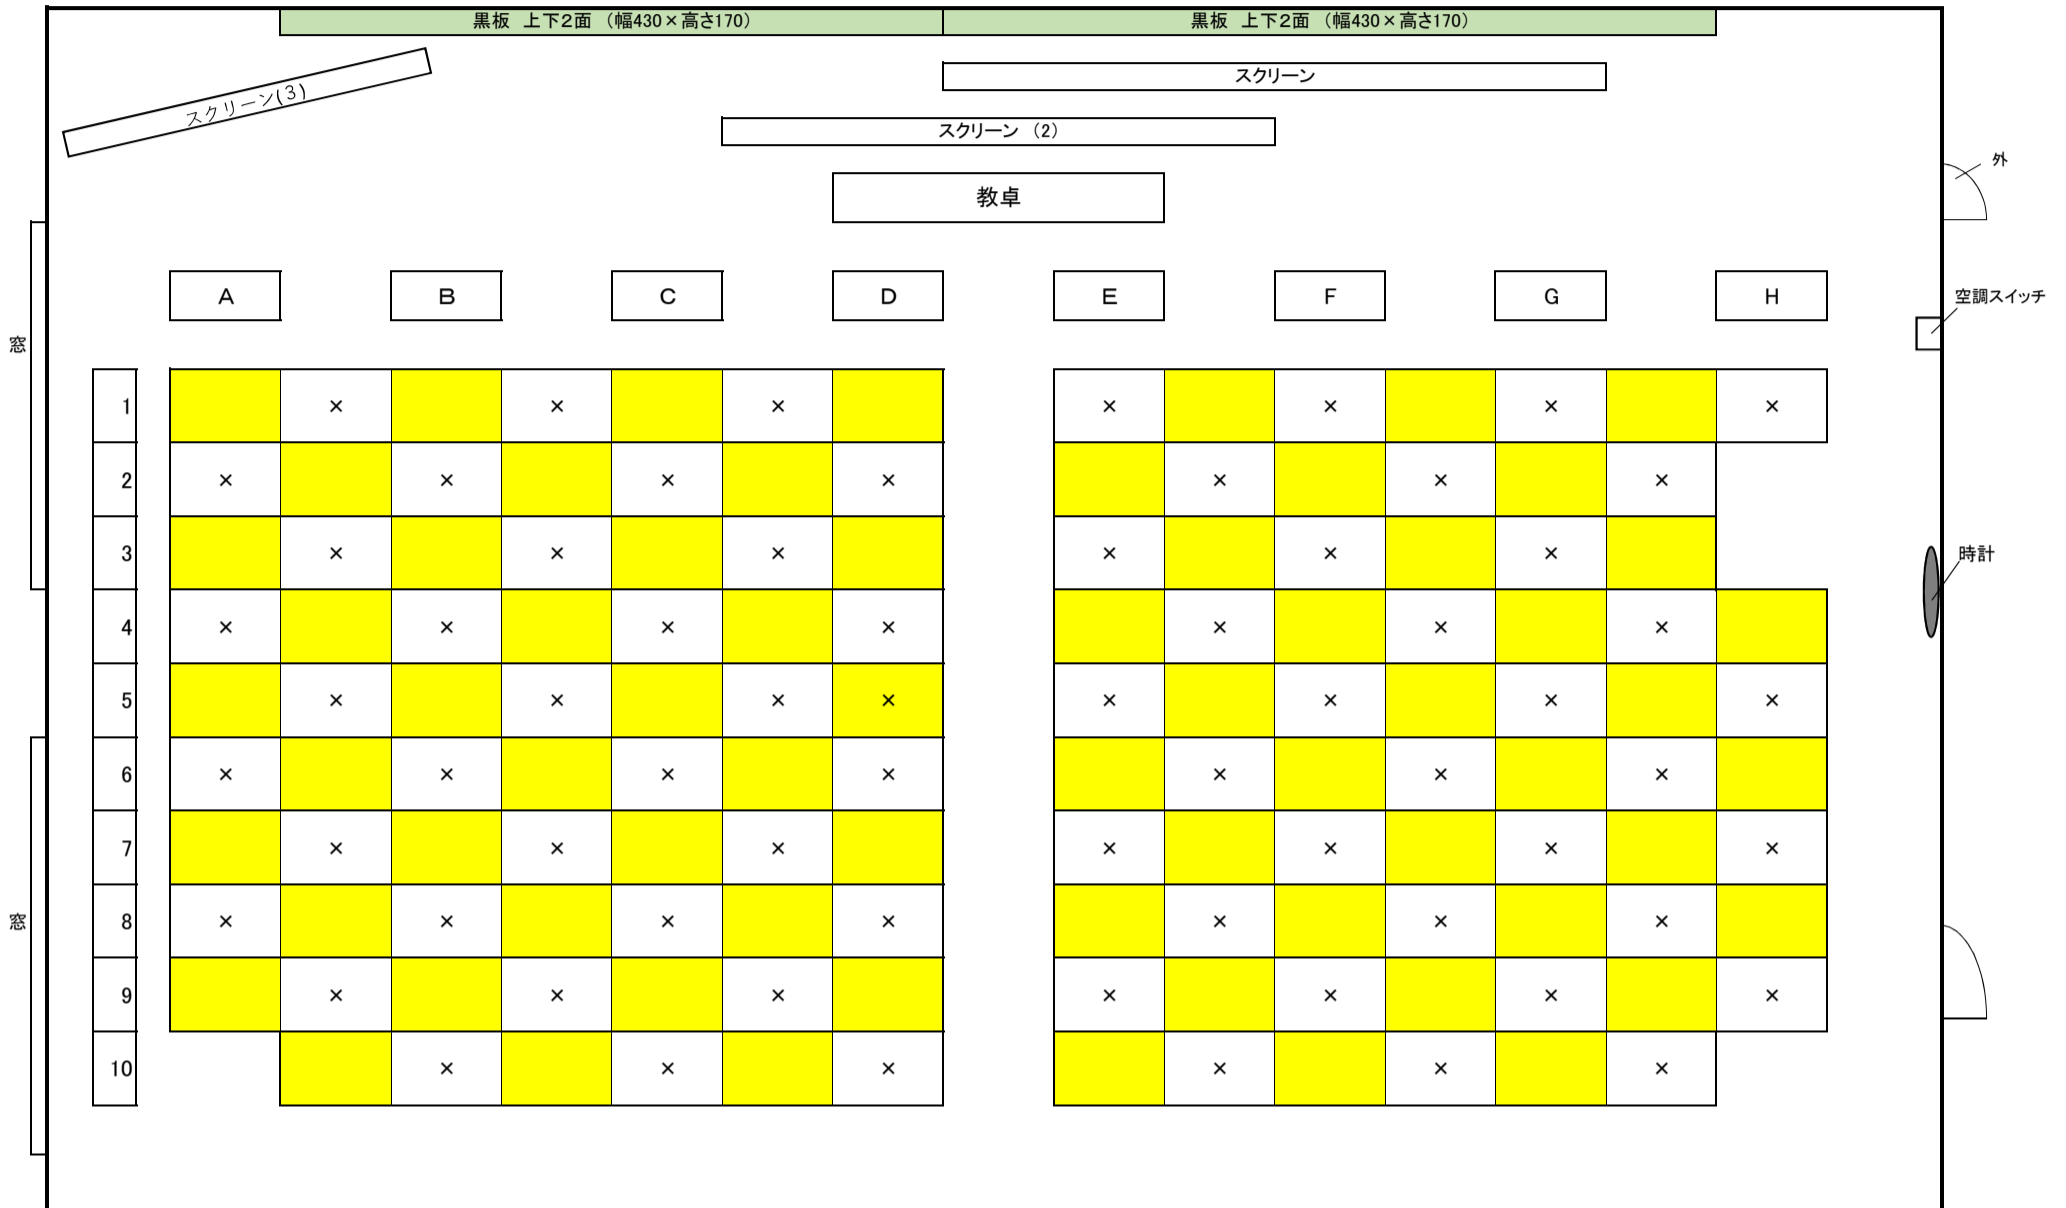 黒板 上下２面 （幅430×高さ170） 黒板 上下２面 （幅430×高さ170）
スクリーン
スクリーン(３)
スクリーン （2）
外
教卓
A B C D E F G H
空調スイッチ
窓
1 × × × × × × ×
2 × × × × × × ×
3 × × × × × ×
時計
4 × × × × × × ×
5 × × × × × × × ×
6 × × × × × × ×
7 × × × × × × ×
窓
8 × × × × × × ×
9 × × × × × × ×
10 × × × × × ×